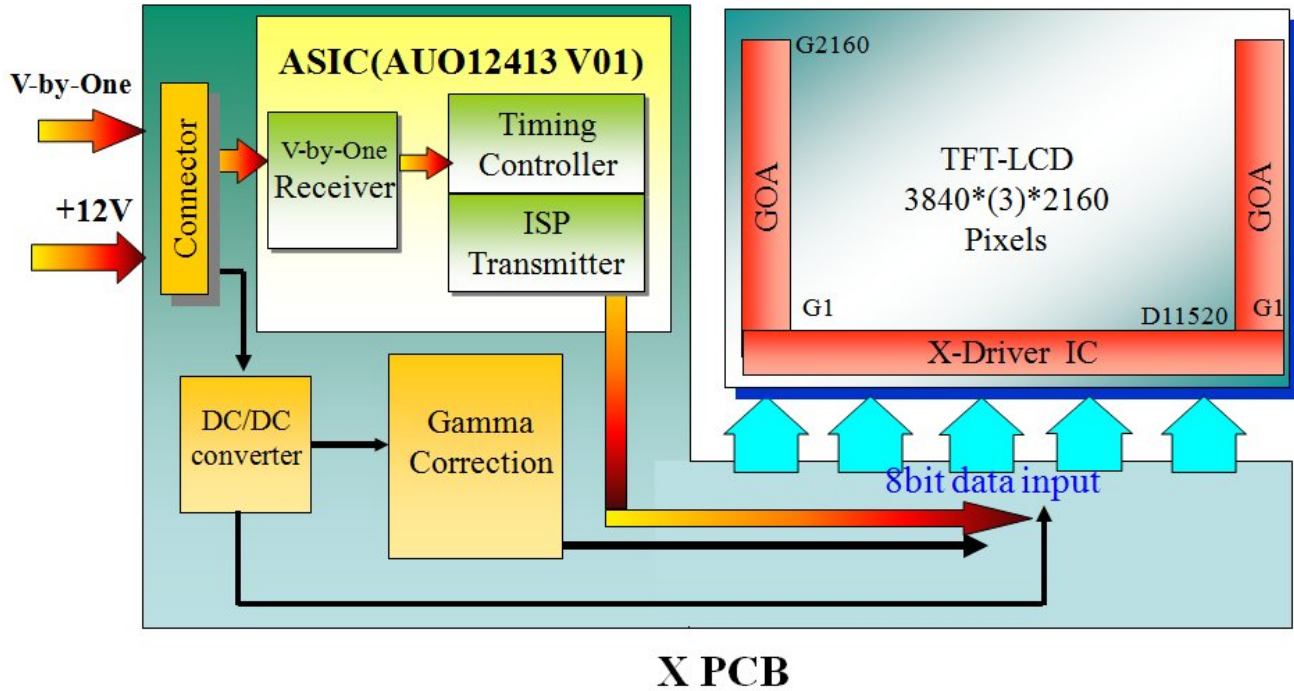 V-by-One
+12V
Connector
ASIC(AUO12413 V01)
V-by-One
Receiver
Timing
Controller
ISP
Transmitter
DC/DC
converter
Gamma
Correction
G2160
GOA
TFT-LCD
3840*(3)*2160
Pixels
GOA
G1
D11520
G1
X-Driver IC
8bit data input
X PCB